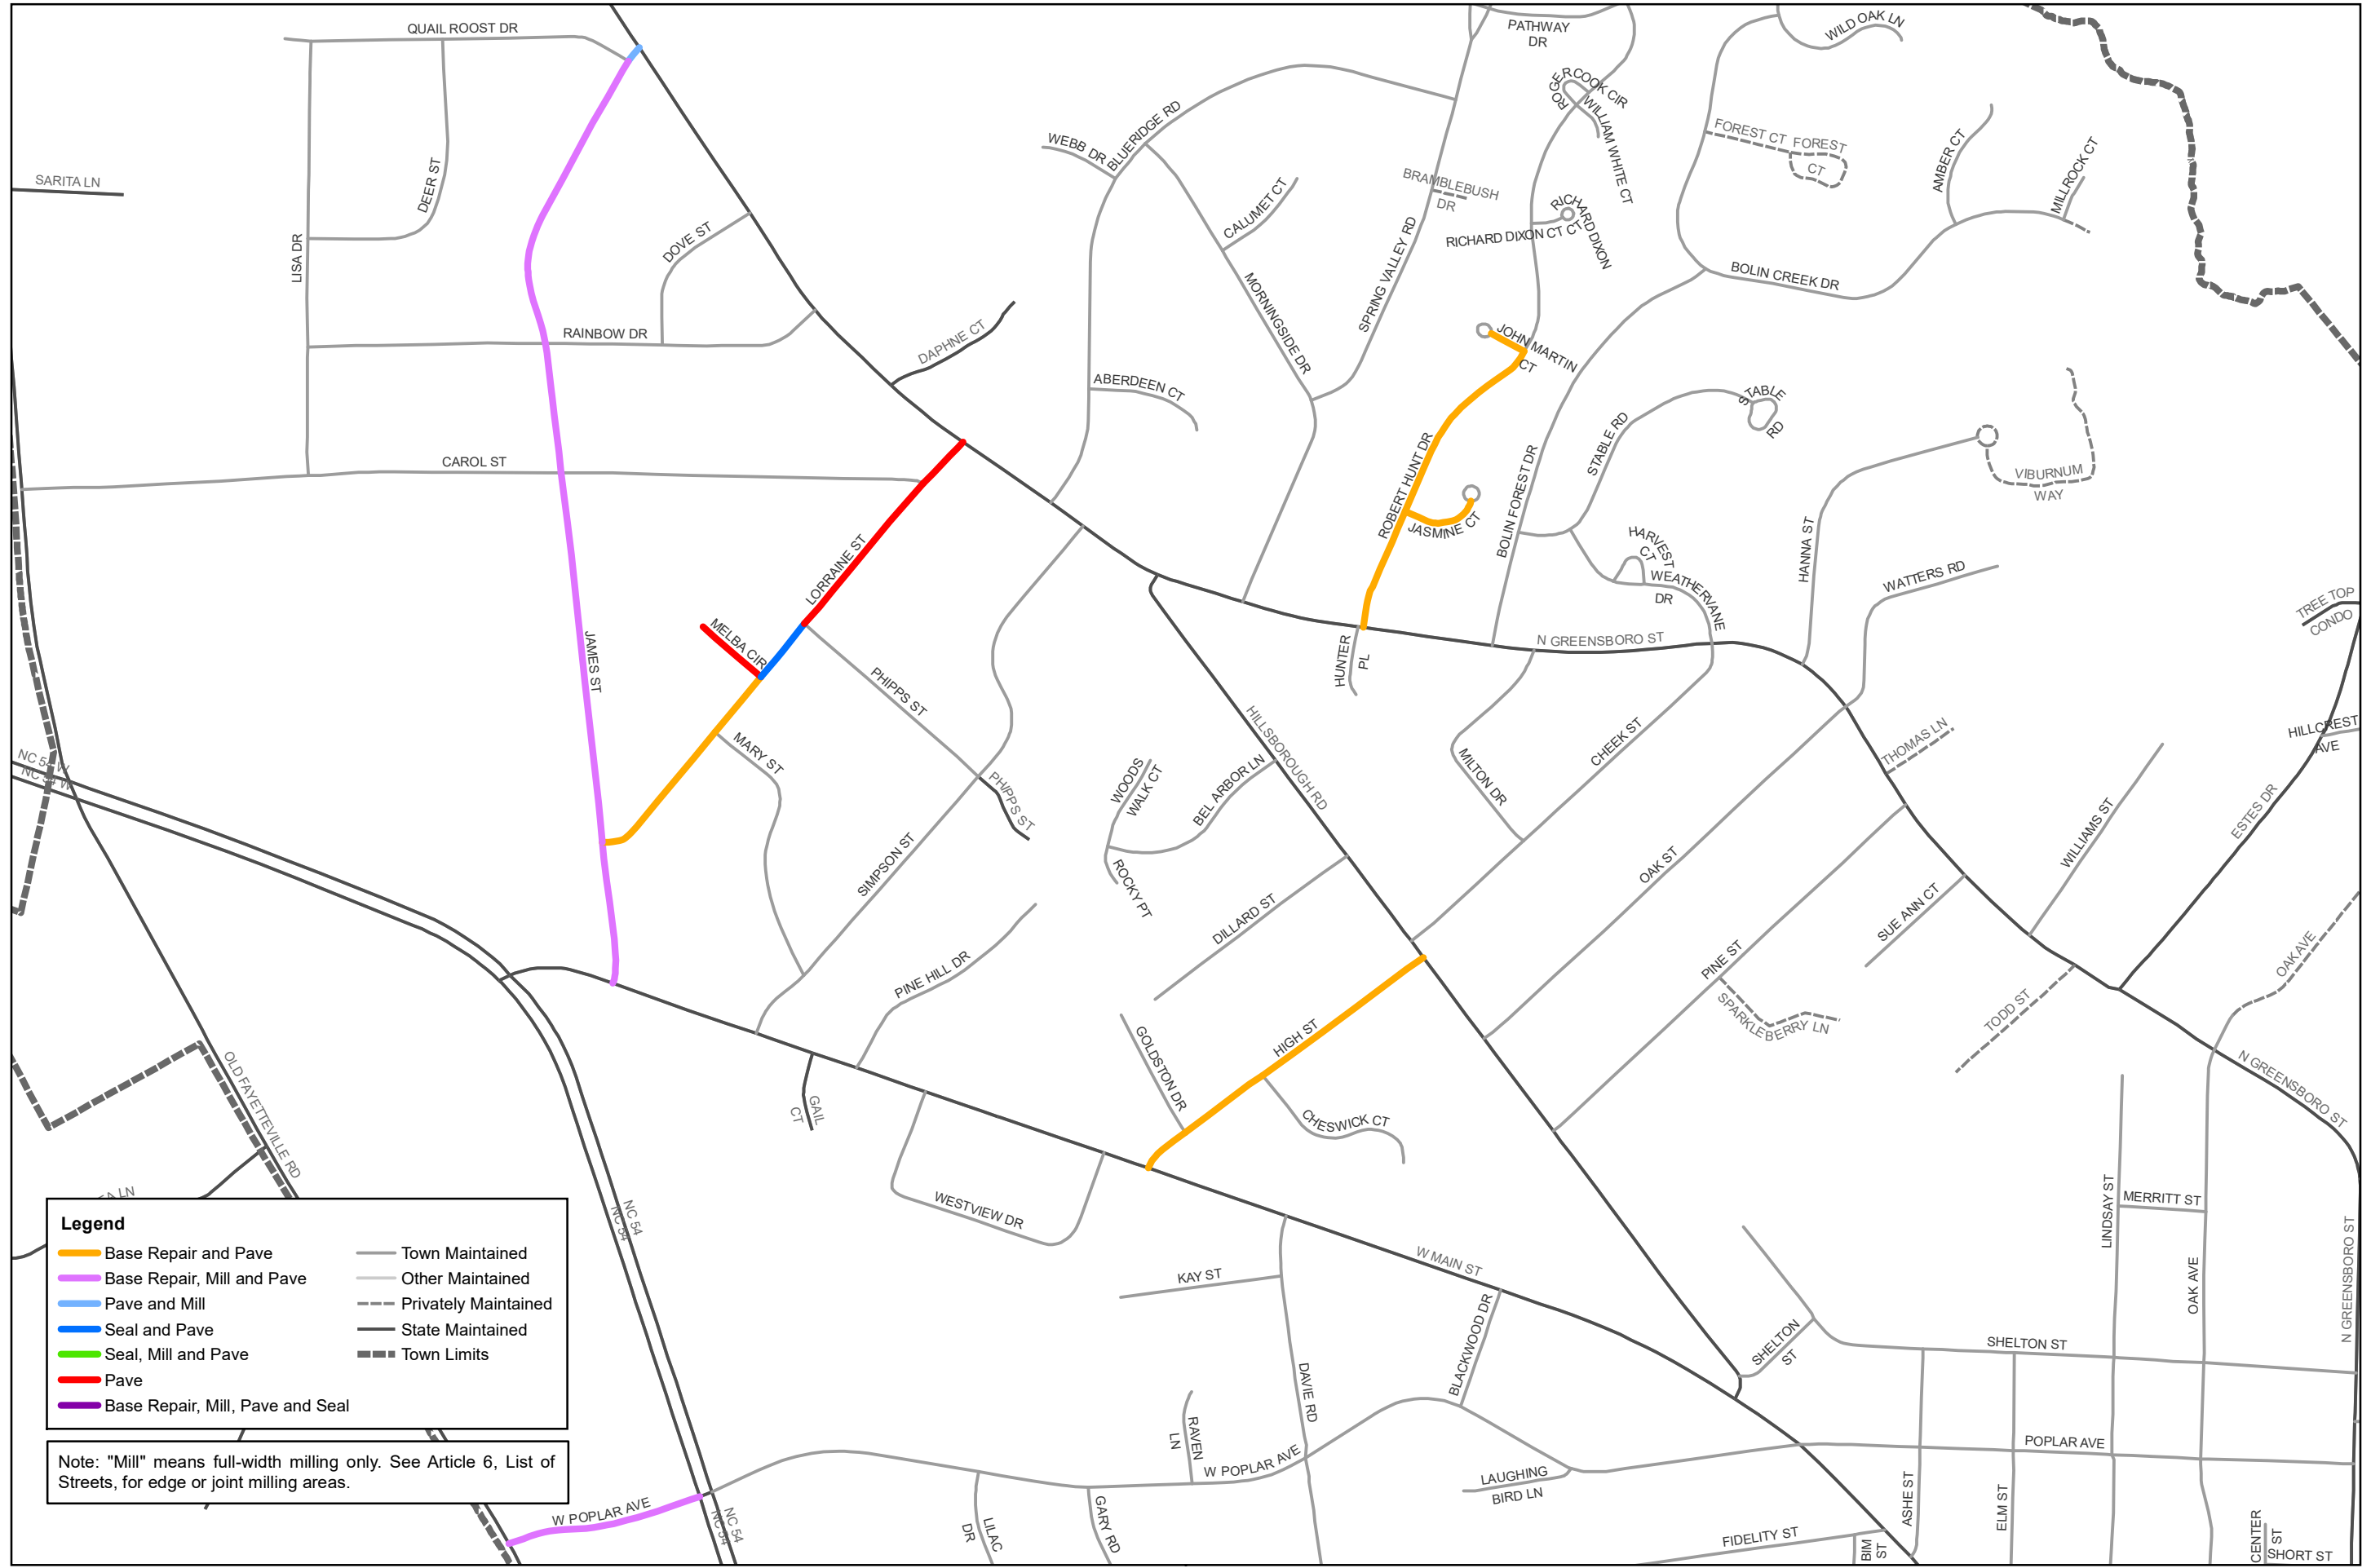 QUAIL ROOST DR
PATHWAY
DR
WILD OAK LN
ROGER COOK CIR
WILLIAM WHITE CT
WEBB DR
BLUERIDGE RD
FOREST CT
FOREST
CT
AMBER CT
MILLROCK CT
SARITA LN
DEER ST
BRAMBLEBUSH
DR
CALUMET CT
RICHARD DIXON
CT
RICHARD DIXON CT
LISA DR
DOVE ST
SPRING VALLEY RD
MORNINGSIDE DR
BOLIN CREEK DR
RAINBOW DR
DAPHNE CT
JOHN MARTIN
CT
ABERDEEN CT
STABLE
RD
STABLE RD
CAROL ST
ROBERT HUNT DR
BOLIN FOREST DR
JASMINE CT
VIBURNUM
WAY
HARVEST
CT
HANNA ST
LORRAINE ST
WEATHERVANE
DR
WATTERS RD
TREE TOP
CONDO
MELBA CIR
JAMES ST
HUNTER
PL
N GREENSBORO ST
PHIPPS ST
MARY ST
HILLSBOROUGH RD
HILLCREST
AVE
THOMAS LN
CHEEK ST
MILTON DR
NC 54 W
NC 54 W
PHIPPS ST
WOODS
WALK CT
BEL ARBOR LN
ESTES DR
WILLIAMS ST
SIMPSON ST
ROCKY PT
OAK ST
DILLARD ST
SUE ANN CT
PINE ST
PINE HILL DR
OAK AVE
SPARKLEBERRY LN
TODD ST
HIGH ST
GOLDSTON DR
OLD FAYETTEVILLE RD
N GREENSBORO ST
GAIL
CT
CHESWICK CT
WESTVIEW DR
NC 54
NC 54
MERRITT ST
LINDSAY ST
OAK AVE
N GREENSBORO ST
W MAIN ST
KAY ST
BLACKWOOD DR
SHELTON
ST
SHELTON ST
DAVIE RD
RAVEN
LN
W POPLAR AVE
POPLAR AVE
LAUGHING
BIRD LN
ASHE ST
ELM ST
W POPLAR AVE
NC 54
NC 54
LILAC
DR
GARY RD
FIDELITY ST
BIM
ST
CENTER
ST
SHORT ST
Legend
Base Repair and Pave
Base Repair, Mill and Pave
Pave and Mill
Seal and Pave
Seal, Mill and Pave
Pave
Base Repair, Mill, Pave and Seal
Town Maintained
Other Maintained
Privately Maintained
State Maintained
Town Limits
Note: "Mill" means full-width milling only. See Article 6, List of
Streets, for edge or joint milling areas.